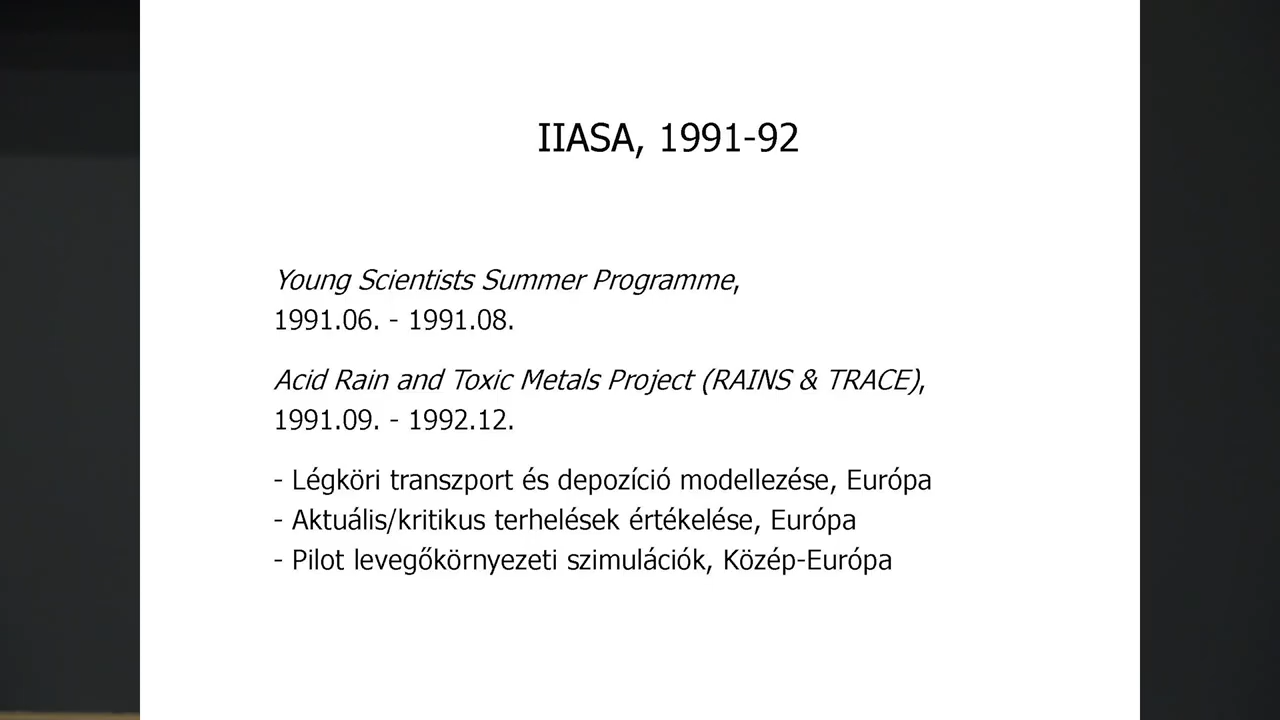 IIASA, 1991-92
Young Scientists Summer Programme,
1991.06. - 1991.08.
Acid Rain and Toxic Metals Project (RAINS & TRACE),
1991.09. - 1992.12.
- Légköri transzport és depozíció modellezése, Európa
- Aktuális/kritikus terhelések értékelése, Európa
- Pilot levegőkörnyezeti szimulációk, Közép-Európa